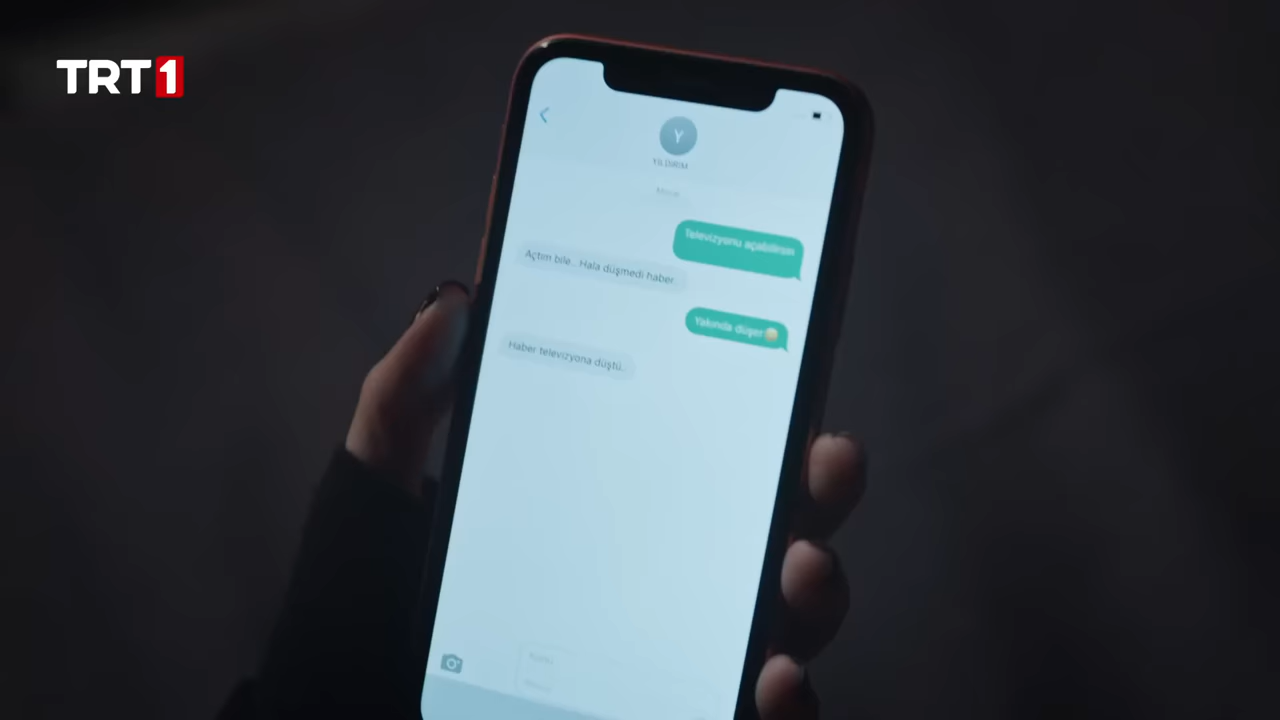 TRT1
Y
YILDIRIM
Televizyonu açabilirsin
Açtım bile.. Hala düşmedi haber..
Yakında düşer
Haber televizyona düştü..